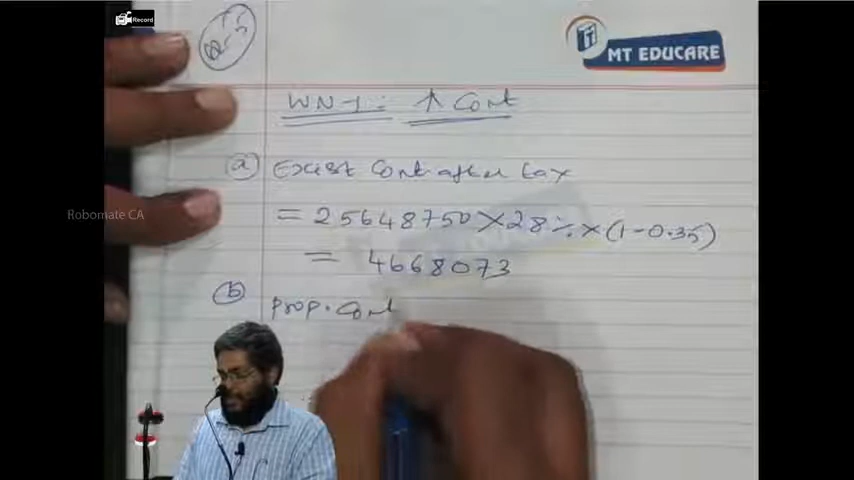 Record
Q-5
MT EDUCARE
WN-1: ↑ Cont
(a) Exist Cont. after tax
= 25648750 × 28% × (1-0.35)
Robomate CA
= 4668073
(b) Prop. Cont